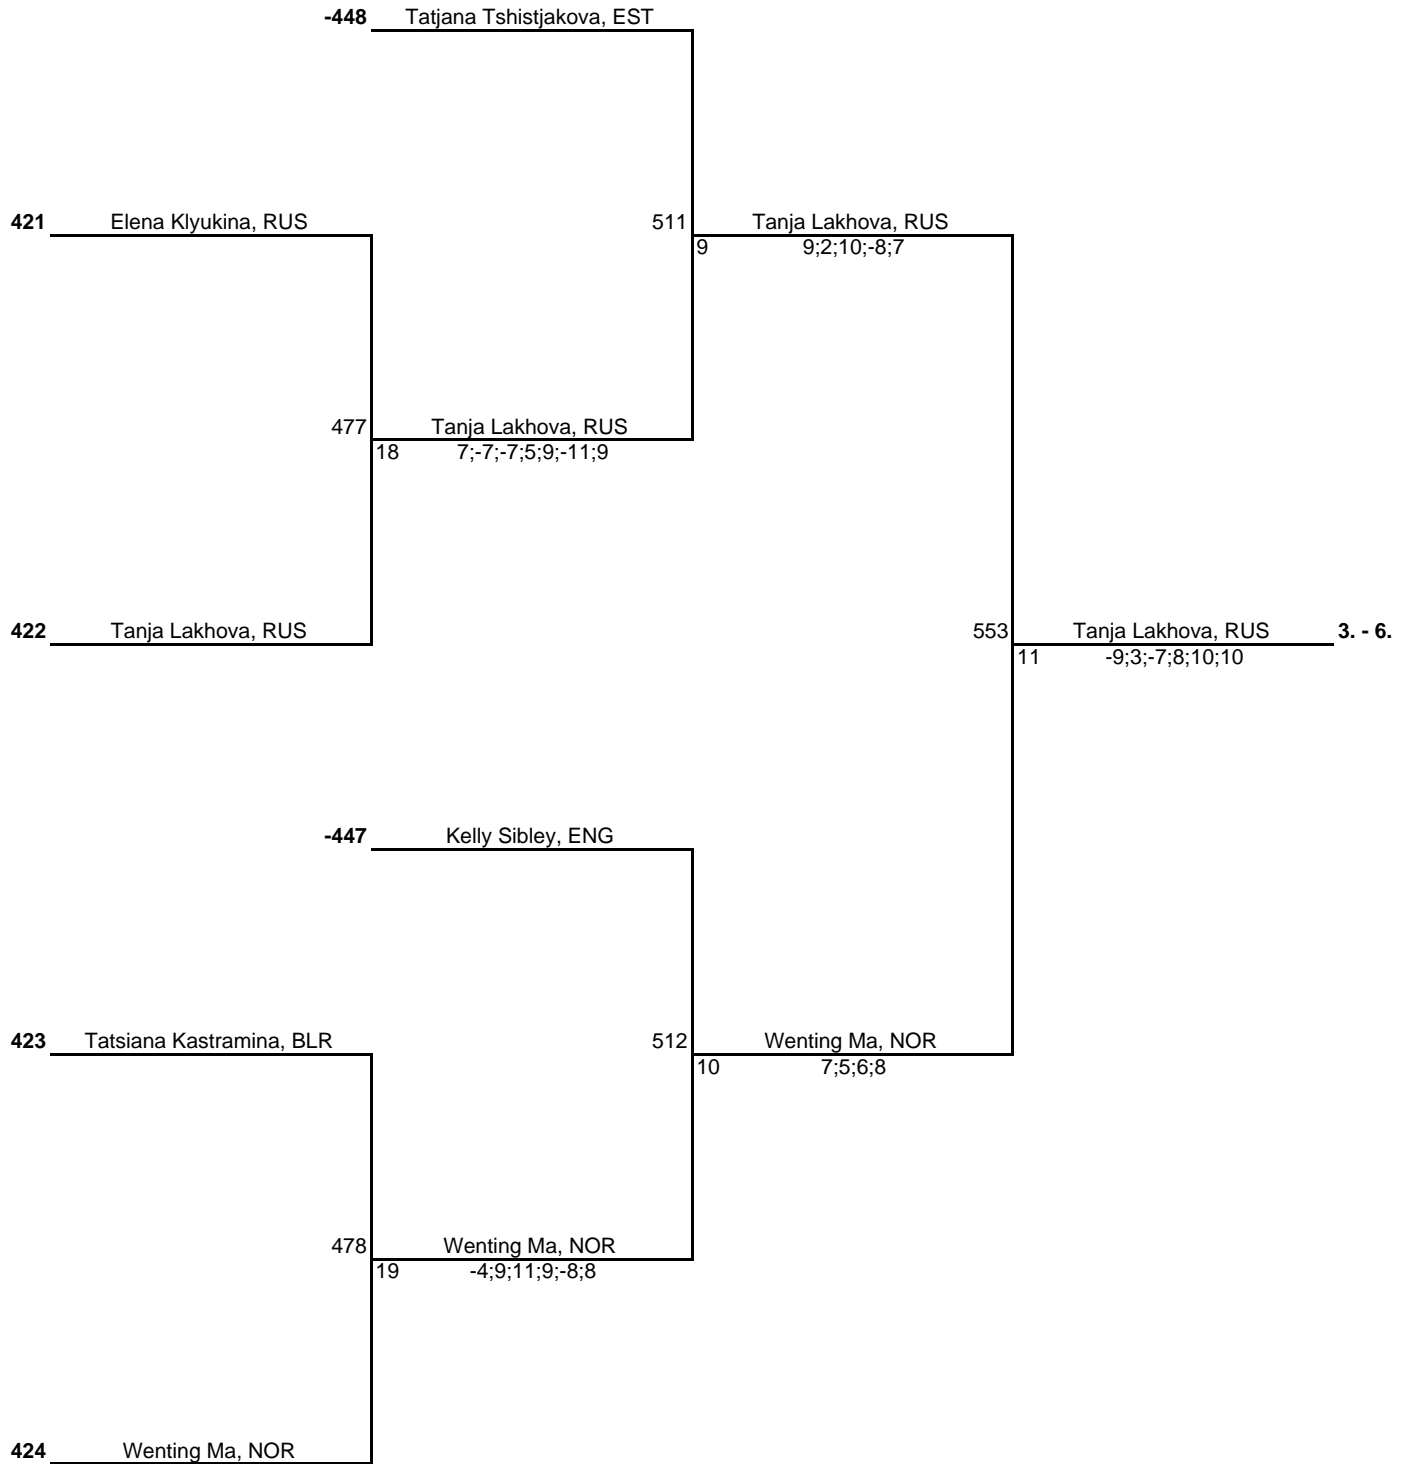 -448 Tatjana Tshistjakova, EST
421 Elena Klyukina, RUS 511 Tanja Lakhova, RUS
9 9;2;10;-8;7
477 Tanja Lakhova, RUS
18 7;-7;-7;5;9;-11;9
422 Tanja Lakhova, RUS 553 Tanja Lakhova, RUS 3. - 6.
11 -9;3;-7;8;10;10
-447 Kelly Sibley, ENG
423 Tatsiana Kastramina, BLR 512 Wenting Ma, NOR
10 7;5;6;8
478 Wenting Ma, NOR
19 -4;9;11;9;-8;8
424 Wenting Ma, NOR